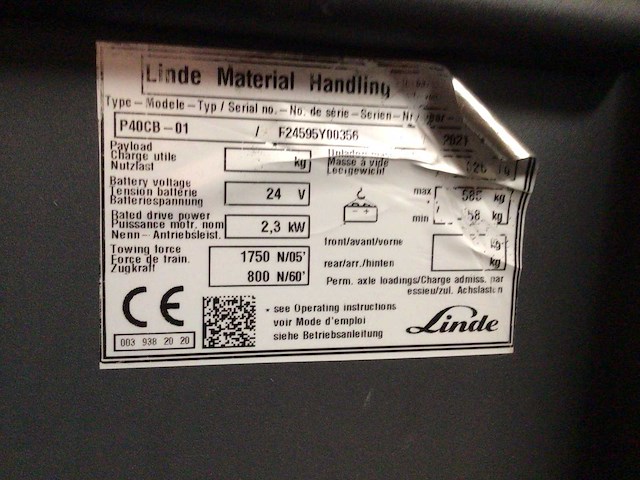 Linde Material Handling
Type - Modele - Typ / Serial no. - No. de série - Serien - Nr
P40CB-01 / F24595Y00356 2021
Payload
Charge utile
Nutzlast
kg
Masse à vide
Leergewicht
Battery voltage
Tension batterie
Batteriespannung
24 V
max
kg
min
kg
Rated drive power
Puissance motr. nom
Nenn - Antriebsleist.
2,3 kW
Towing force
Force de train.
Zugkraft
1750 N/05'
800 N/60'
front/avant/vorne
kg
rear/arr./hinten
kg
Perm. axle loadings/Charge admiss. par
essieu/zul. Achslasten
CE
003 938 20 20
• see Operating instructions
voir Mode d'emploi
siehe Betriebsanleitung
Linde